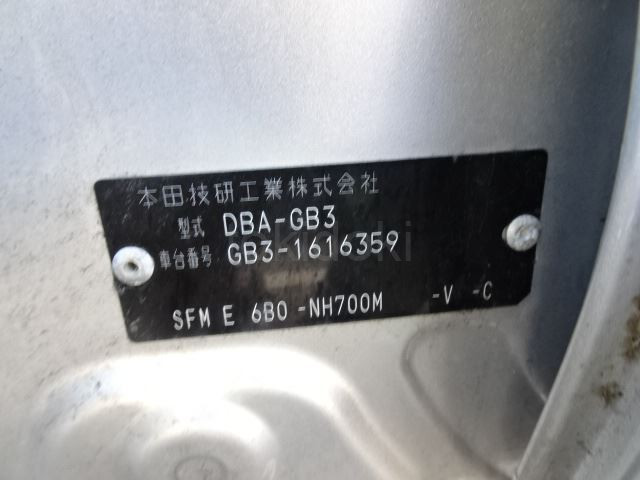 本田技研工業株式会社
型式 DBA-GB3
車台番号 GB3-1616359
SFM E 6B0 -NH700M -V -C